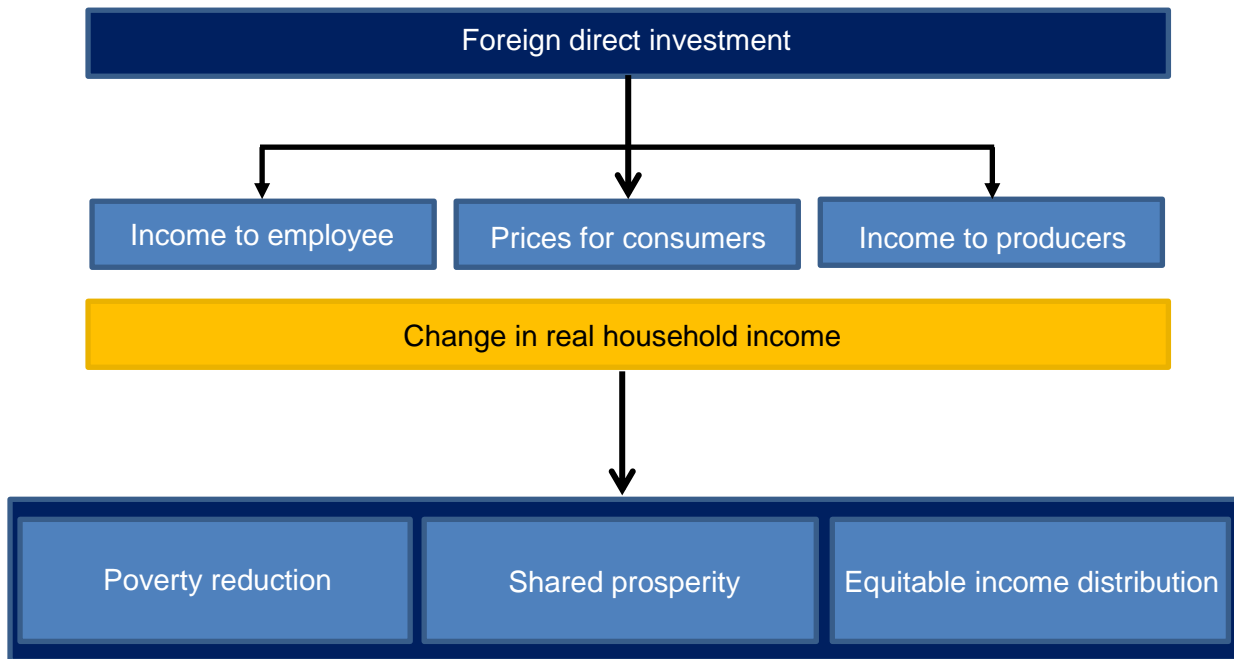 Foreign direct investment
Income to employee
Prices for consumers
Income to producers
Change in real household income
Poverty reduction
Shared prosperity
Equitable income distribution